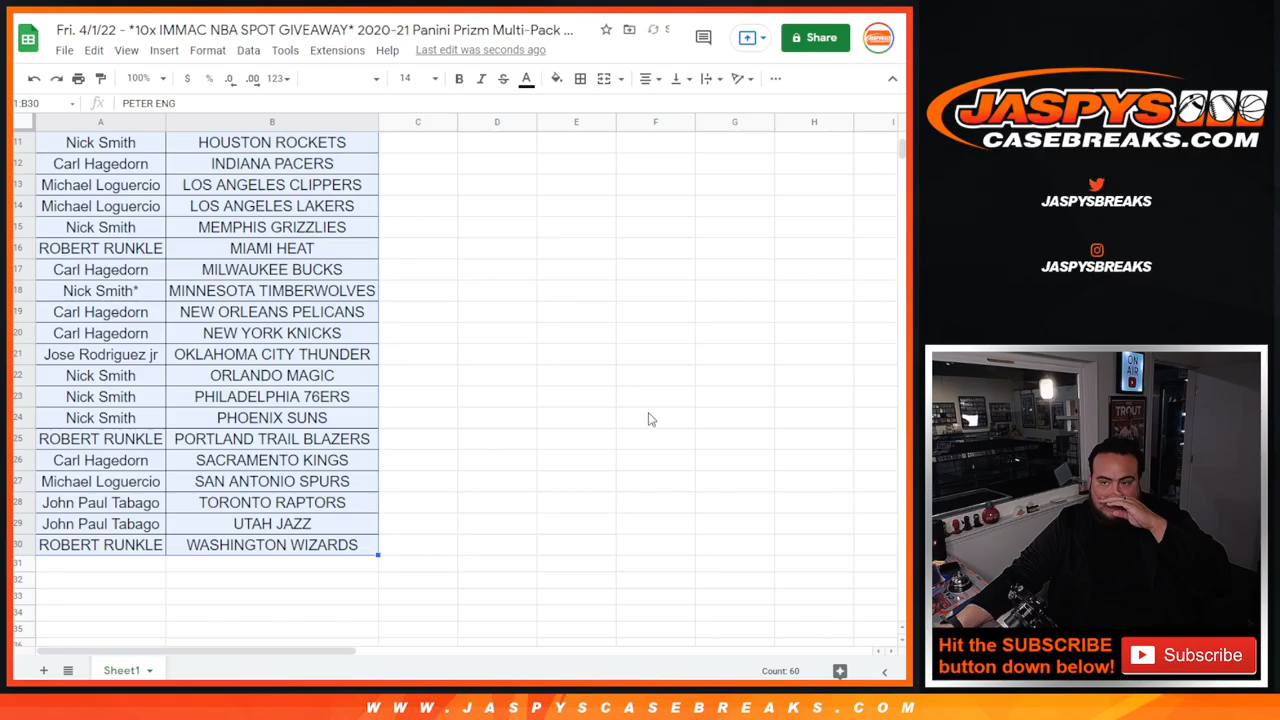 Fri. 4/1/22 - *10x IMMAC NBA SPOT GIVEAWAY* 2020-21 Panini Prizm Multi-Pack ...
S
Share
File Edit View Insert Format Data Tools Extensions Help Last edit was seconds ago
100% $ % .0 .00 123 14 B I S A
1:B30 fx PETER ENG
A B C D E F G H I
11 Nick Smith HOUSTON ROCKETS
12 Carl Hagedorn INDIANA PACERS
13 Michael Loguercio LOS ANGELES CLIPPERS
14 Michael Loguercio LOS ANGELES LAKERS
15 Nick Smith MEMPHIS GRIZZLIES
16 ROBERT RUNKLE MIAMI HEAT
17 Carl Hagedorn MILWAUKEE BUCKS
18 Nick Smith* MINNESOTA TIMBERWOLVES
19 Carl Hagedorn NEW ORLEANS PELICANS
20 Carl Hagedorn NEW YORK KNICKS
21 Jose Rodriguez jr OKLAHOMA CITY THUNDER
22 Nick Smith ORLANDO MAGIC
23 Nick Smith PHILADELPHIA 76ERS
24 Nick Smith PHOENIX SUNS
25 ROBERT RUNKLE PORTLAND TRAIL BLAZERS
26 Carl Hagedorn SACRAMENTO KINGS
27 Michael Loguercio SAN ANTONIO SPURS
28 John Paul Tabago TORONTO RAPTORS
29 John Paul Tabago UTAH JAZZ
30 ROBERT RUNKLE WASHINGTON WIZARDS
31
32
33
34
35
36
Sheet1
Count: 60
JASPYS
CASEBREAKS.COM
JASPYSBREAKS
JASPYSBREAKS
ON
AIR
TROUT
Hit the SUBSCRIBE
button down below!
Subscribe
WWW.JASPYSCASEBREAKS.COM